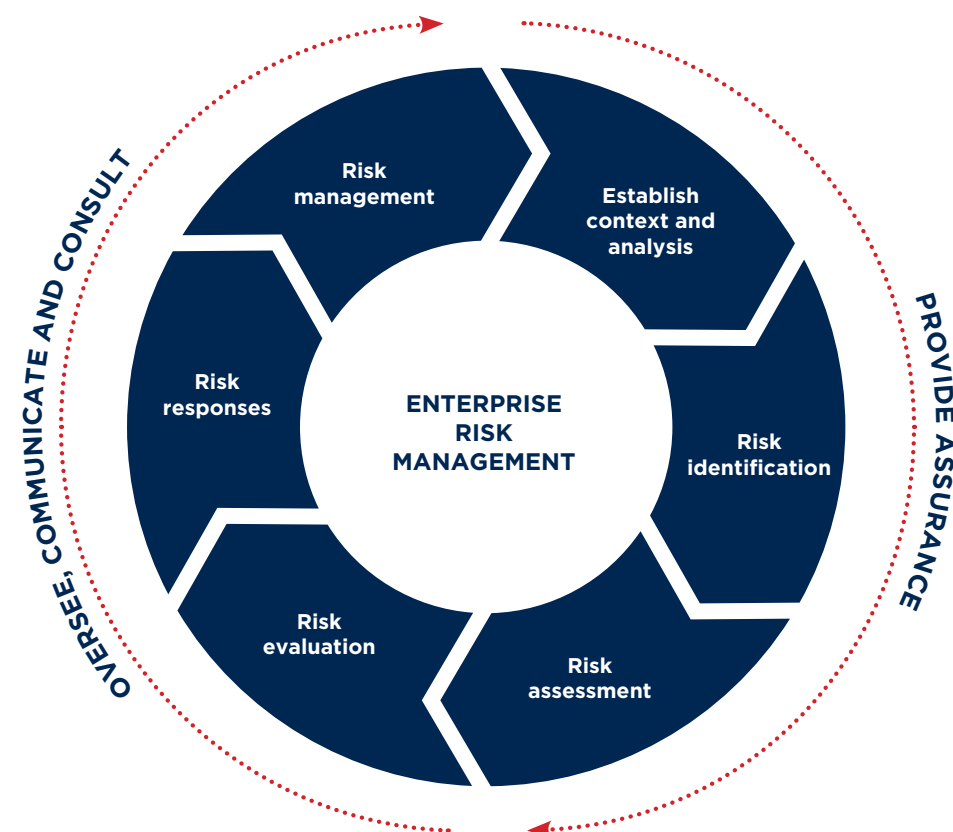 ENTERPRISE
RISK
MANAGEMENT
Establish
context and
analysis
Risk
identification
Risk
assessment
Risk
evaluation
Risk
responses
Risk
management
PROVIDE ASSURANCE
OVERSEE, COMMUNICATE AND CONSULT